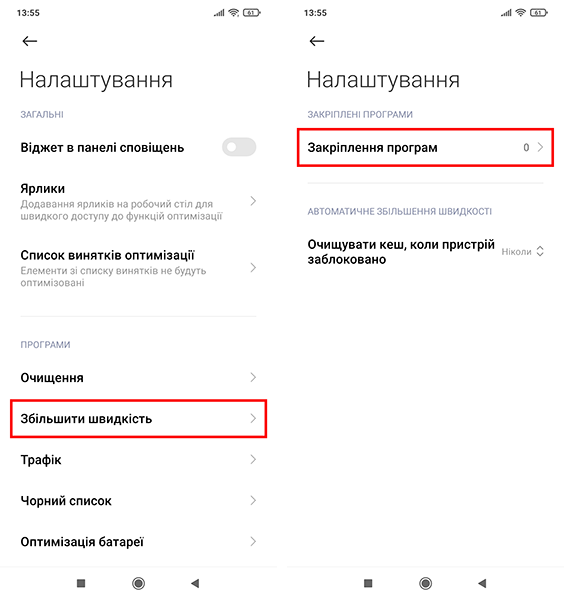 13:55
61
Налаштування
ЗАГАЛЬНІ
Віджет в панелі сповіщень
Ярлики
Додавання ярликів на робочий стіл для
швидкого доступу до функцій оптимізації
Список винятків оптимізації
Елементи зі списку винятків не будуть
оптимізовані
ПРОГРАМИ
Очищення
Збільшити швидкість
Трафік
Чорний список
Оптимізація батареї
13:55
61
Налаштування
ЗАКРІПЛЕНІ ПРОГРАМИ
Закріплення програм 0
АВТОМАТИЧНЕ ЗБІЛЬШЕННЯ ШВИДКОСТІ
Очищувати кеш, коли пристрій
заблоковано
Ніколи